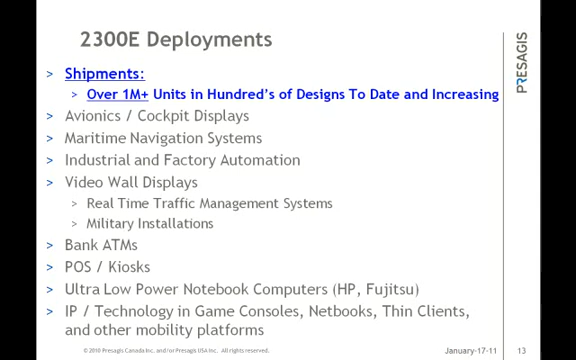 2300E Deployments
PRESAGIS
> Shipments:
> Over 1M+ Units in Hundred's of Designs To Date and Increasing
> Avionics / Cockpit Displays
> Maritime Navigation Systems
> Industrial and Factory Automation
> Video Wall Displays
> Real Time Traffic Management Systems
> Military Installations
> Bank ATMs
> POS / Kiosks
> Ultra Low Power Notebook Computers (HP, Fujitsu)
> IP / Technology in Game Consoles, Netbooks, Thin Clients,
and other mobility platforms
© 2010 Presagis Canada Inc. and/or Presagis USA Inc. All rights reserved.
January-17-11
13